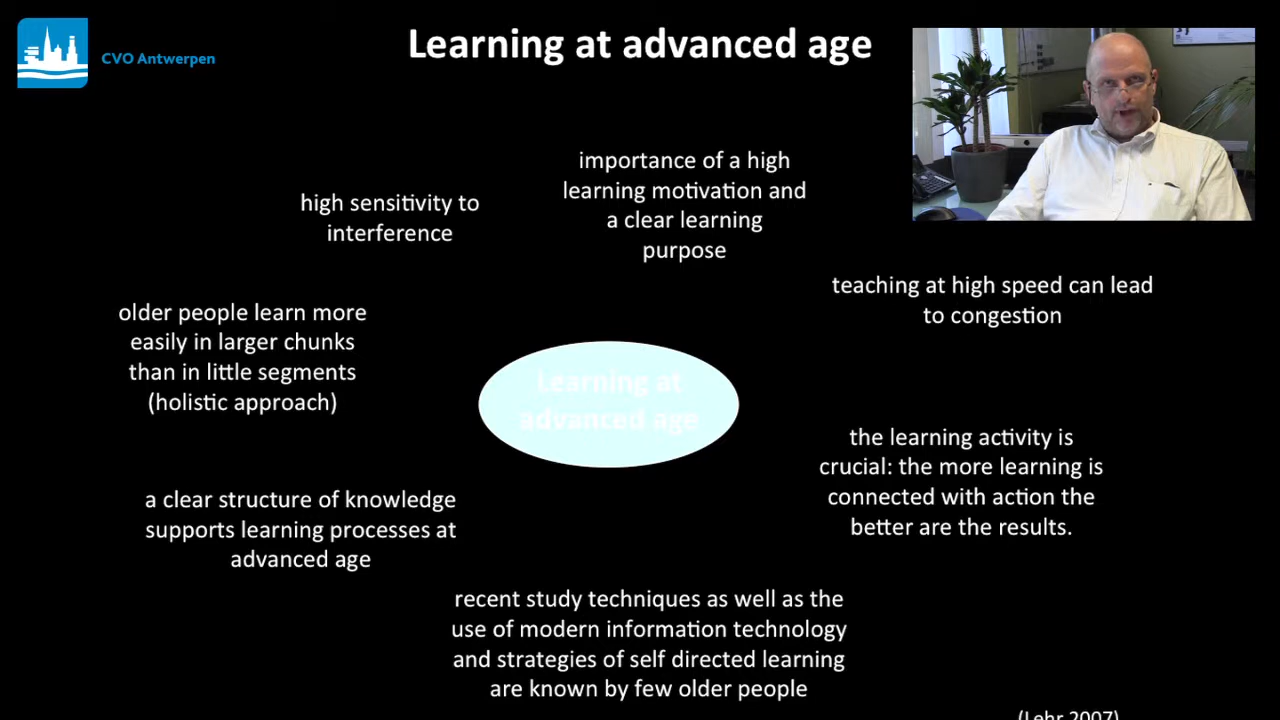 CVO Antwerpen
Learning at advanced age
importance of a high
learning motivation and
a clear learning
purpose
high sensitivity to
interference
teaching at high speed can lead
to congestion
older people learn more
easily in larger chunks
than in little segments
(holistic approach)
Learning at
advanced age
the learning activity is
crucial: the more learning is
connected with action the
better are the results.
a clear structure of knowledge
supports learning processes at
advanced age
recent study techniques as well as the
use of modern information technology
and strategies of self directed learning
are known by few older people
(Lehr 2007)